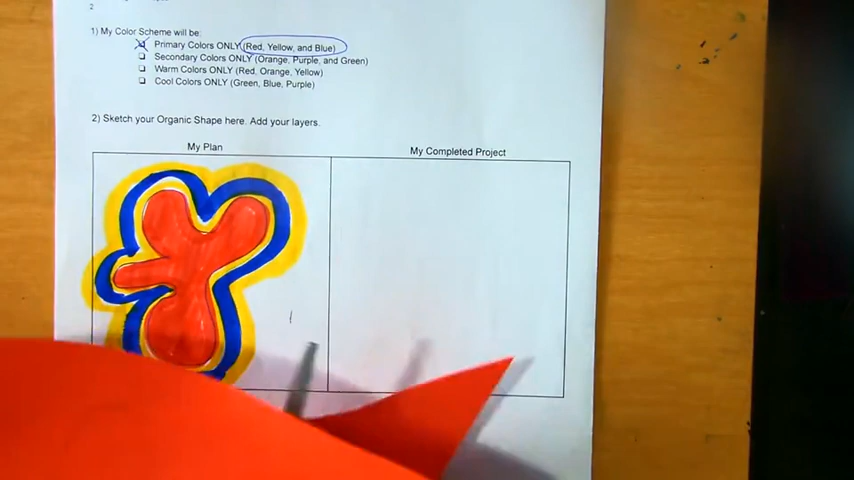 2
1) My Color Scheme will be:
Primary Colors ONLY (Red, Yellow, and Blue)
Secondary Colors ONLY (Orange, Purple, and Green)
Warm Colors ONLY (Red, Orange, Yellow)
Cool Colors ONLY (Green, Blue, Purple)
2) Sketch your Organic Shape here. Add your layers.
My Plan
My Completed Project